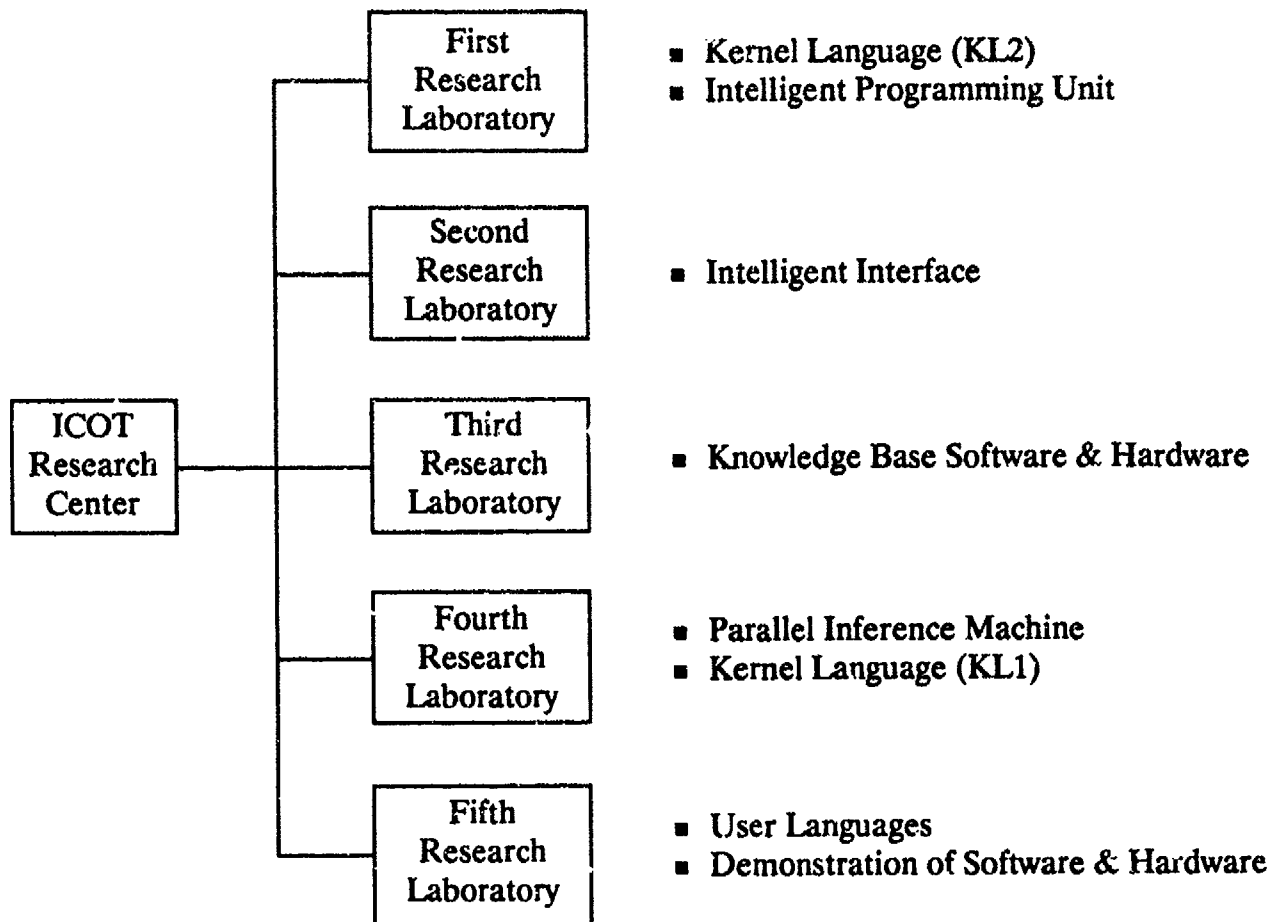 First
Research
Laboratory
■ Kernel Language (KL2)
■ Intelligent Programming Unit
Second
Research
Laboratory
■ Intelligent Interface
ICOT
Research
Center
Third
Research
Laboratory
■ Knowledge Base Software & Hardware
Fourth
Research
Laboratory
■ Parallel Inference Machine
■ Kernel Language (KL1)
Fifth
Research
Laboratory
■ User Languages
■ Demonstration of Software & Hardware